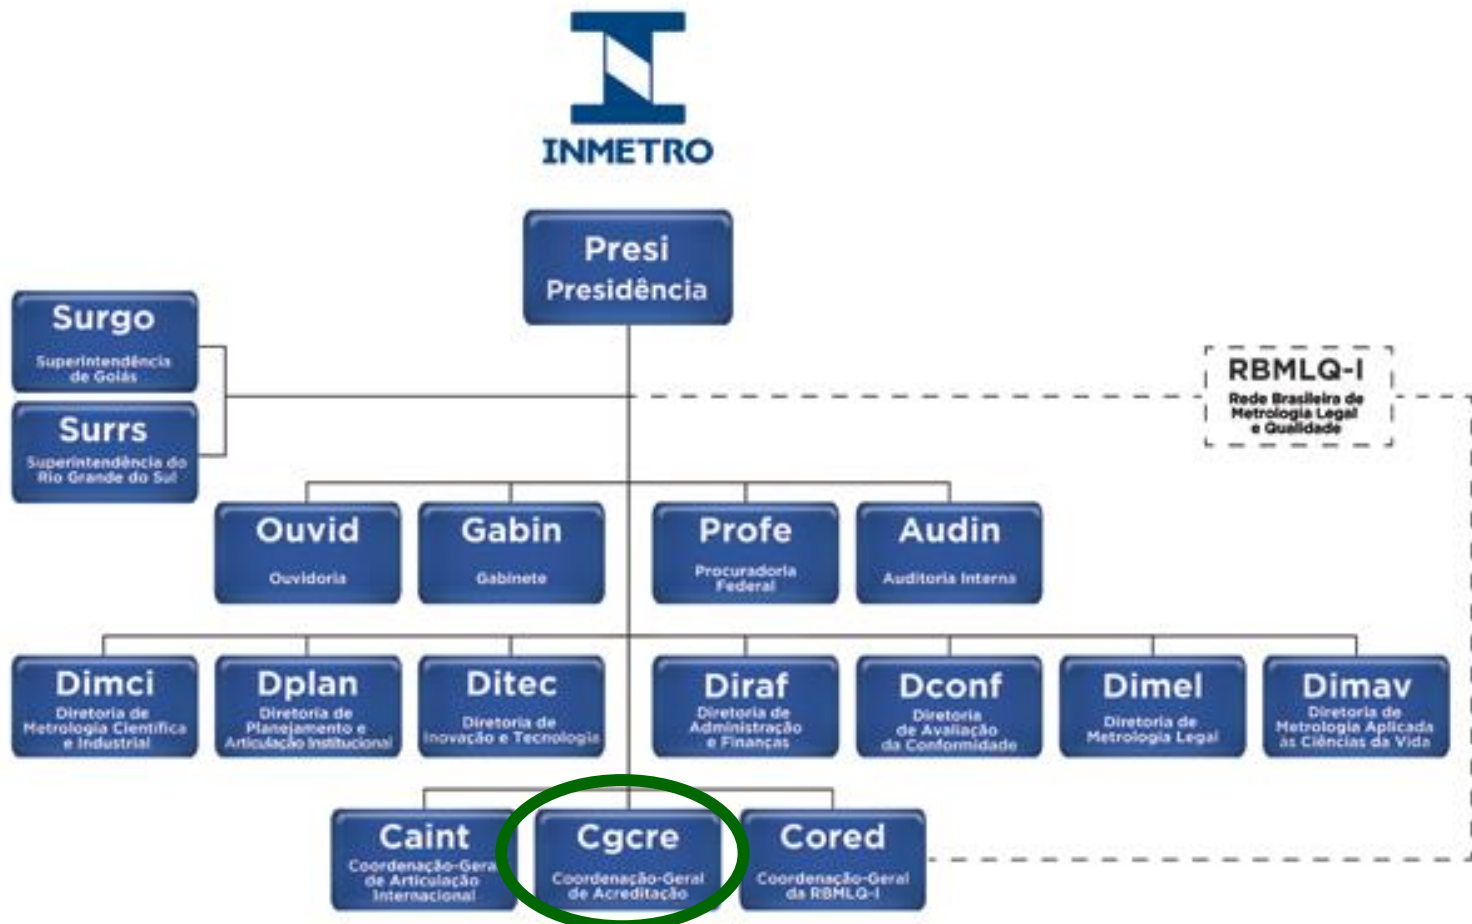 INMETRO
Presi
Presidência
Surgo
Superintendência
de Goiás
Surrs
Superintendência do
Rio Grande do Sul
RBMLQ-I
Rede Brasileira de
Metrologia Legal
e Qualidade
Ouvid
Ouvidoria
Gabin
Gabinete
Profe
Procuradoria
Federal
Audin
Auditoria Interna
Dimci
Diretoria de
Metrologia Científica
e Industrial
Dplan
Diretoria de
Planejamento e
Articulação Institucional
Ditec
Diretoria de
Inovação e Tecnologia
Diraf
Diretoria de
Administração
e Finanças
Dconf
Diretoria
de Avaliação
da Conformidade
Dimel
Diretoria de
Metrologia Legal
Dimav
Diretoria de
Metrologia Aplicada
às Ciências da Vida
Caint
Coordenação-Geral
de Articulação
Internacional
Cgcre
Coordenação-Geral
de Acreditação
Cored
Coordenação-Geral
da RBMLQ-I